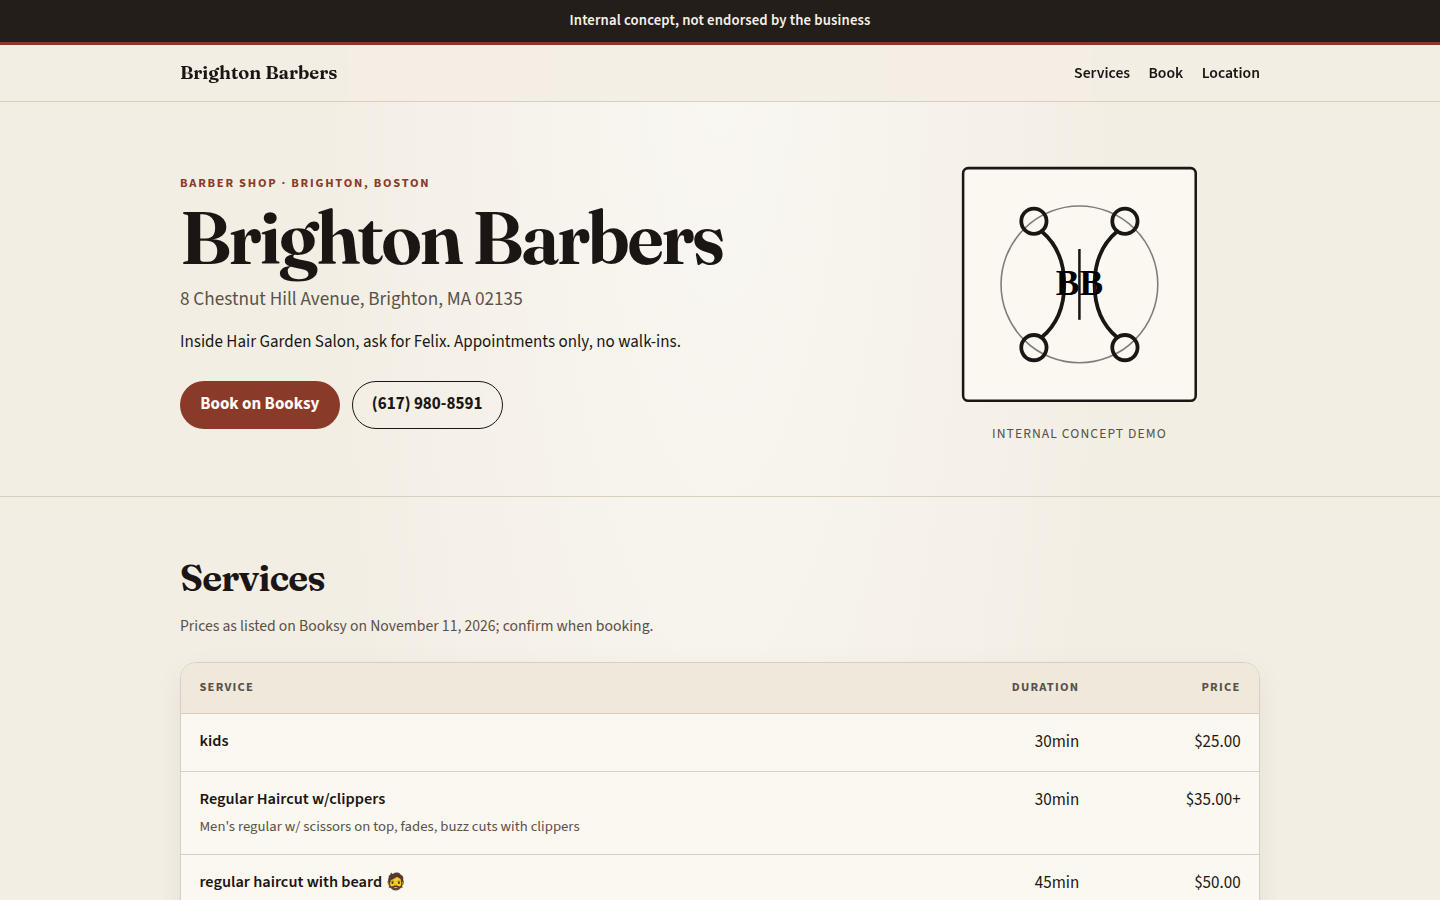 Internal concept, not endorsed by the business
Brighton Barbers
Services Book Location
BARBER SHOP · BRIGHTON, BOSTON
Brighton Barbers
8 Chestnut Hill Avenue, Brighton, MA 02135
Inside Hair Garden Salon, ask for Felix. Appointments only, no walk-ins.
Book on Booksy (617) 980-8591
BB
INTERNAL CONCEPT DEMO
Services
Prices as listed on Booksy on November 11, 2026; confirm when booking.
SERVICE DURATION PRICE
kids 30min $25.00
Regular Haircut w/clippers 30min $35.00+
Men's regular w/ scissors on top, fades, buzz cuts with clippers
regular haircut with beard 🧔 45min $50.00